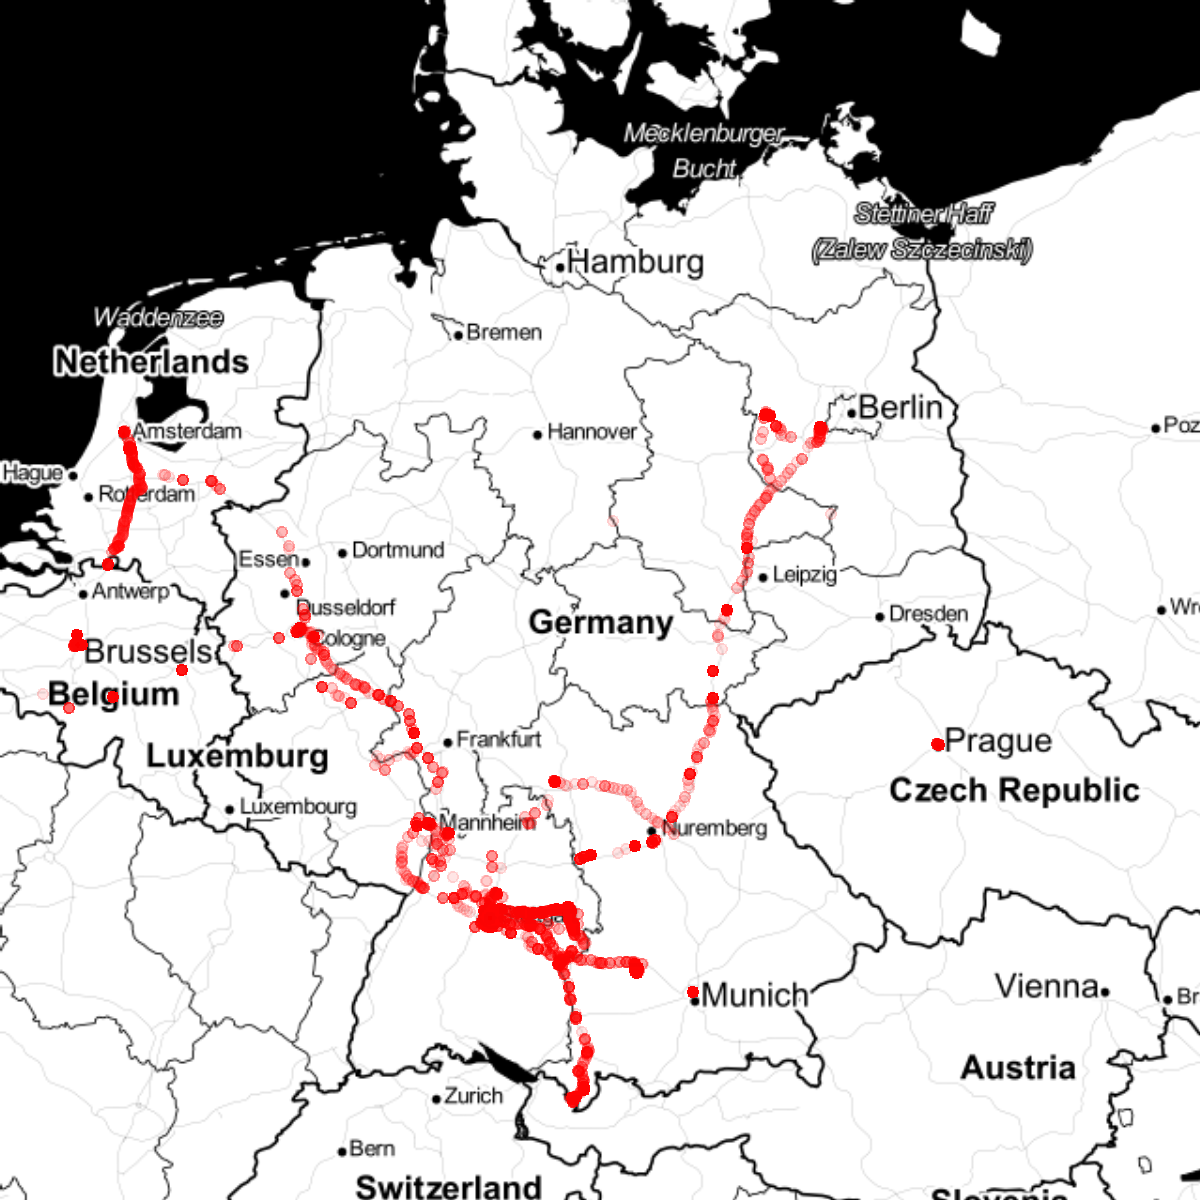 Mecklenburger
Bucht
Stettiner Haff
(Zalew Szczecinski)
Hamburg
Waddenzee
Bremen
Netherlands
Berlin
Amsterdam
Hannover
Poz
Hague
Rotterdam
Dortmund
Essen
Leipzig
Antwerp
Dusseldorf
Wro
Dresden
Germany
Cologne
Brussels
Belgium
Frankfurt
Prague
Luxemburg
Czech Republic
Luxembourg
Mannheim
Nuremberg
Munich
Vienna
Br
Austria
Zurich
Bern
Switzerland
Slovenia